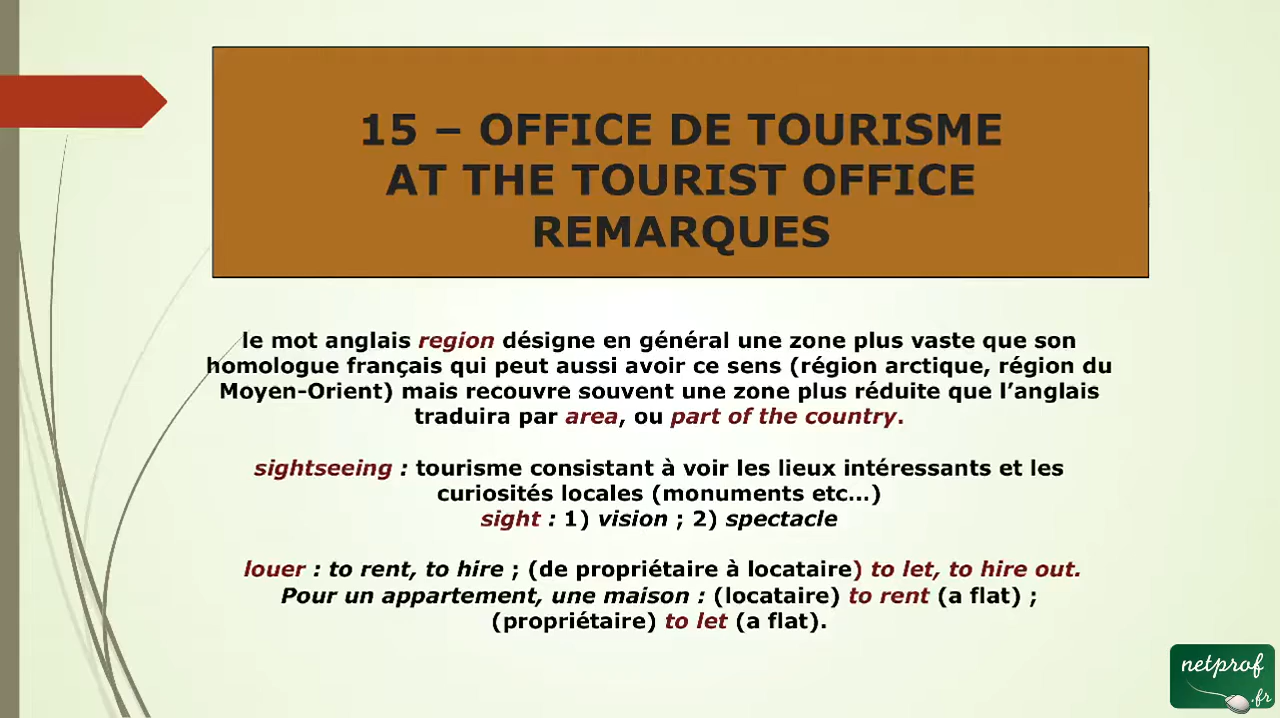 15 – OFFICE DE TOURISME
AT THE TOURIST OFFICE
REMARQUES
le mot anglais region désigne en général une zone plus vaste que son
homologue français qui peut aussi avoir ce sens (région arctique, région du
Moyen-Orient) mais recouvre souvent une zone plus réduite que l’anglais
traduira par area, ou part of the country.
sightseeing : tourisme consistant à voir les lieux intéressants et les
curiosités locales (monuments etc…)
sight : 1) vision ; 2) spectacle
louer : to rent, to hire ; (de propriétaire à locataire) to let, to hire out.
Pour un appartement, une maison : (locataire) to rent (a flat) ;
(propriétaire) to let (a flat).
netprof
.fr